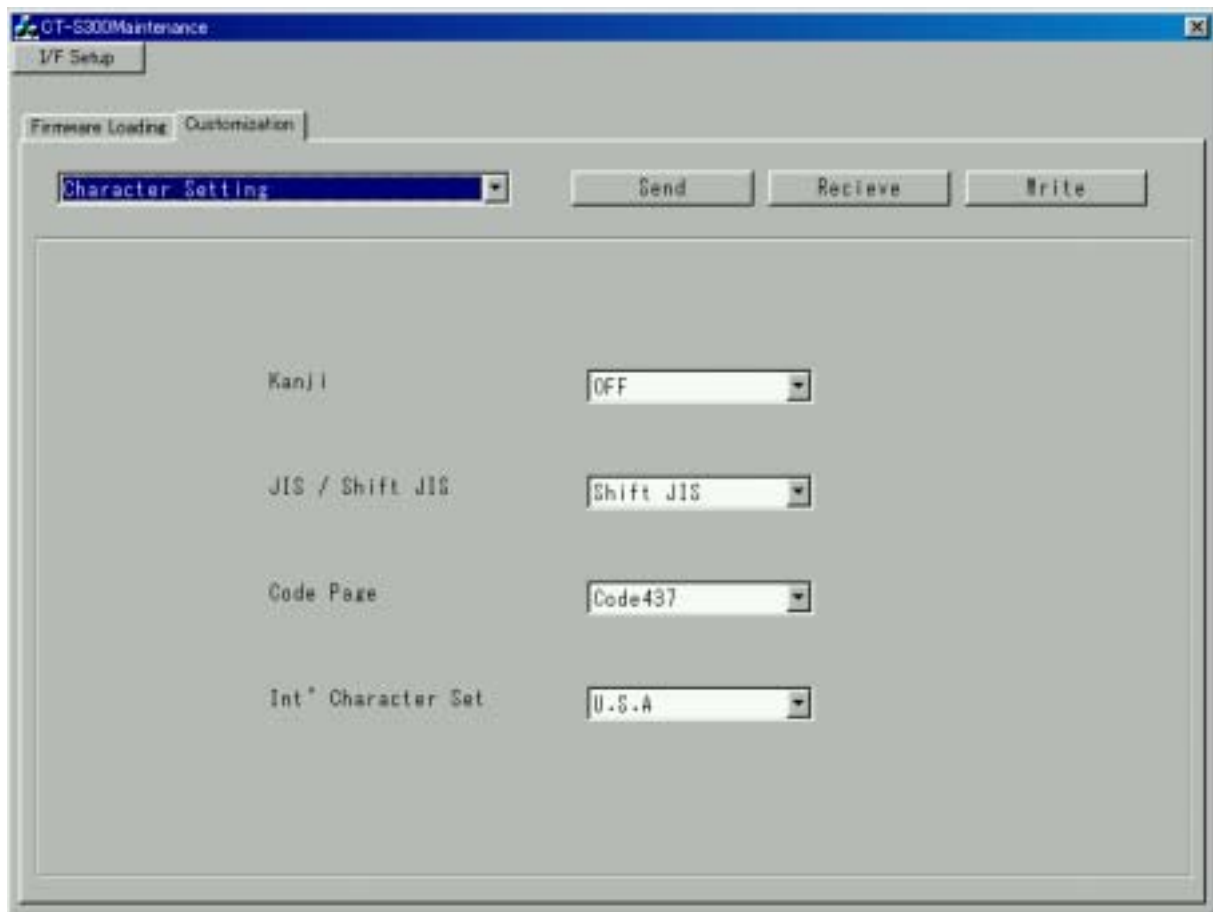 CT-S300Maintenance
I/F Setup
Firmware Loading Customization
Character Setting Send Recieve Write
Kanji OFF
JIS / Shift JIS Shift JIS
Code Page Code437
Int° Character Set U.S.A